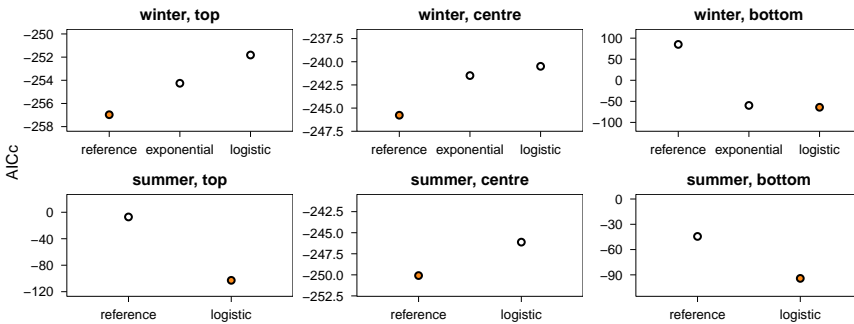 winter, top
winter, centre
winter, bottom
−250
−252
−254
−256
−258
−237.5
−240.0
−242.5
−245.0
−247.5
100
50
0
−50
−100
reference exponential logistic
reference exponential logistic
reference exponential logistic
AICc
summer, top
summer, centre
summer, bottom
0
−40
−80
−120
−242.5
−245.0
−247.5
−250.0
−252.5
0
−30
−60
−90
reference logistic
reference logistic
reference logistic